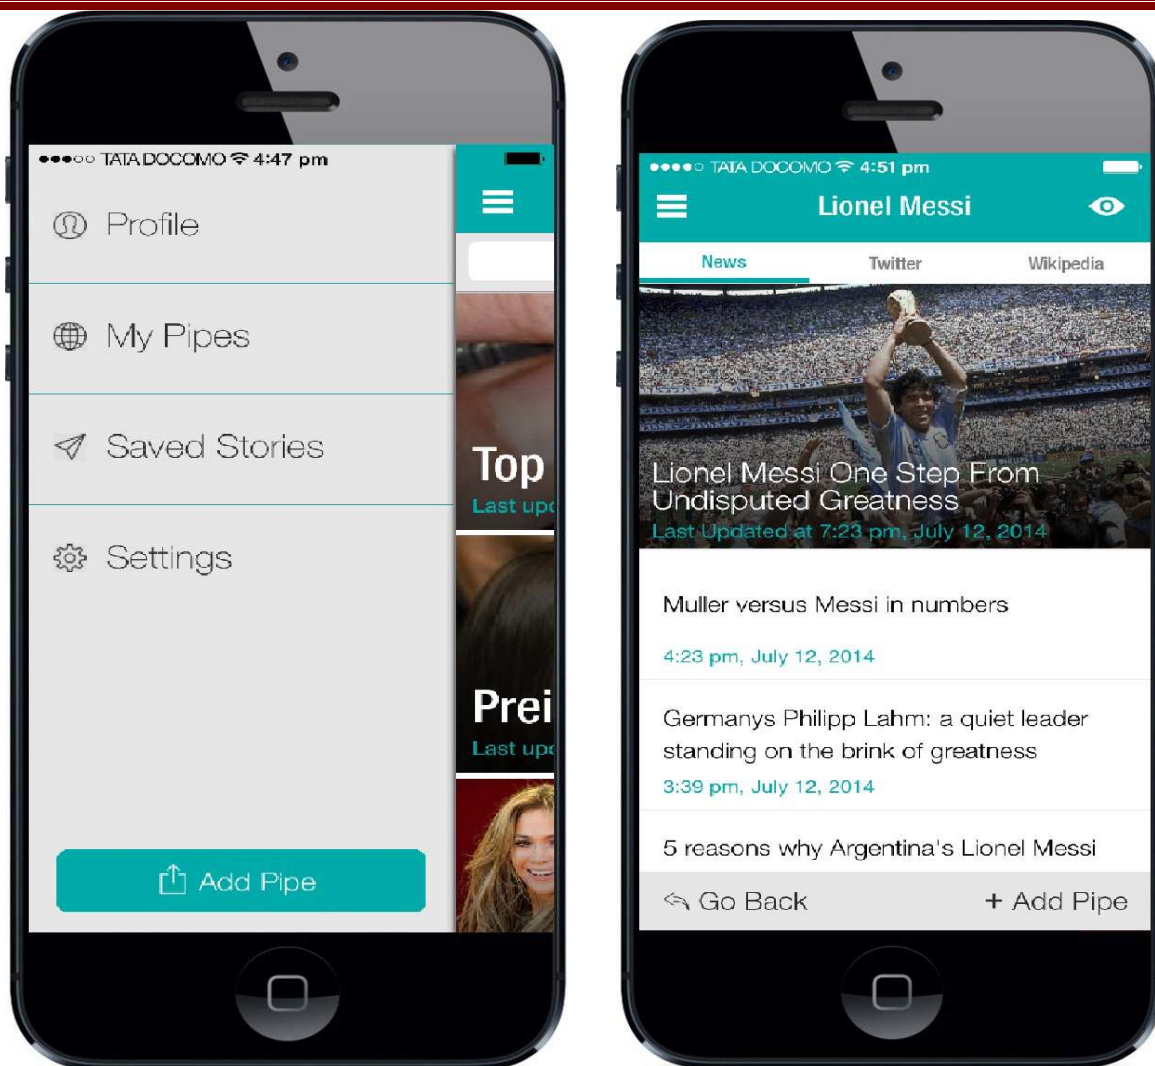 TATA DOCOMO 4:47 pm
Profile
My Pipes
Saved Stories
Settings
Add Pipe
Top
Last upd
Prei
Last upd
TATA DOCOMO 4:51 pm
Lionel Messi
News Twitter Wikipedia
Lionel Messi One Step From
Undisputed Greatness
Last Updated at 7:23 pm, July 12, 2014
Muller versus Messi in numbers
4:23 pm, July 12, 2014
Germanys Philipp Lahm: a quiet leader
standing on the brink of greatness
3:39 pm, July 12, 2014
5 reasons why Argentina's Lionel Messi
Go Back + Add Pipe